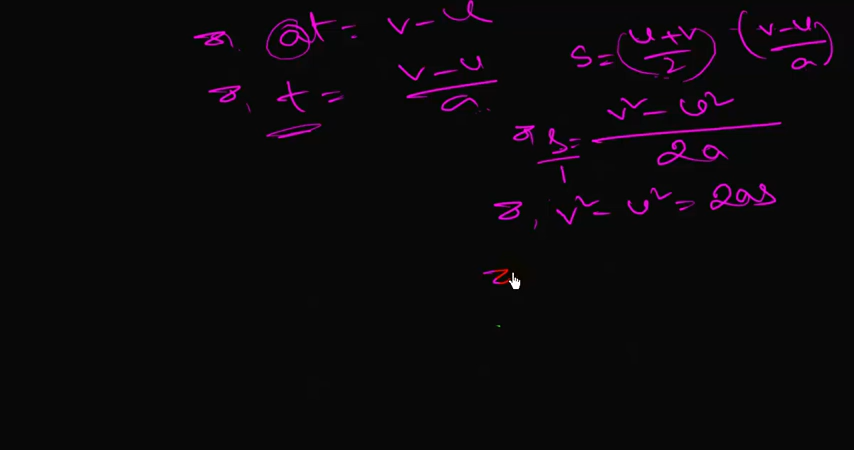 at = v - u
t = (v - u)/a
s = ((u + v)/2) · ((v - u)/a)
s/1 = (v² - u²)/2a
v² - u² = 2as